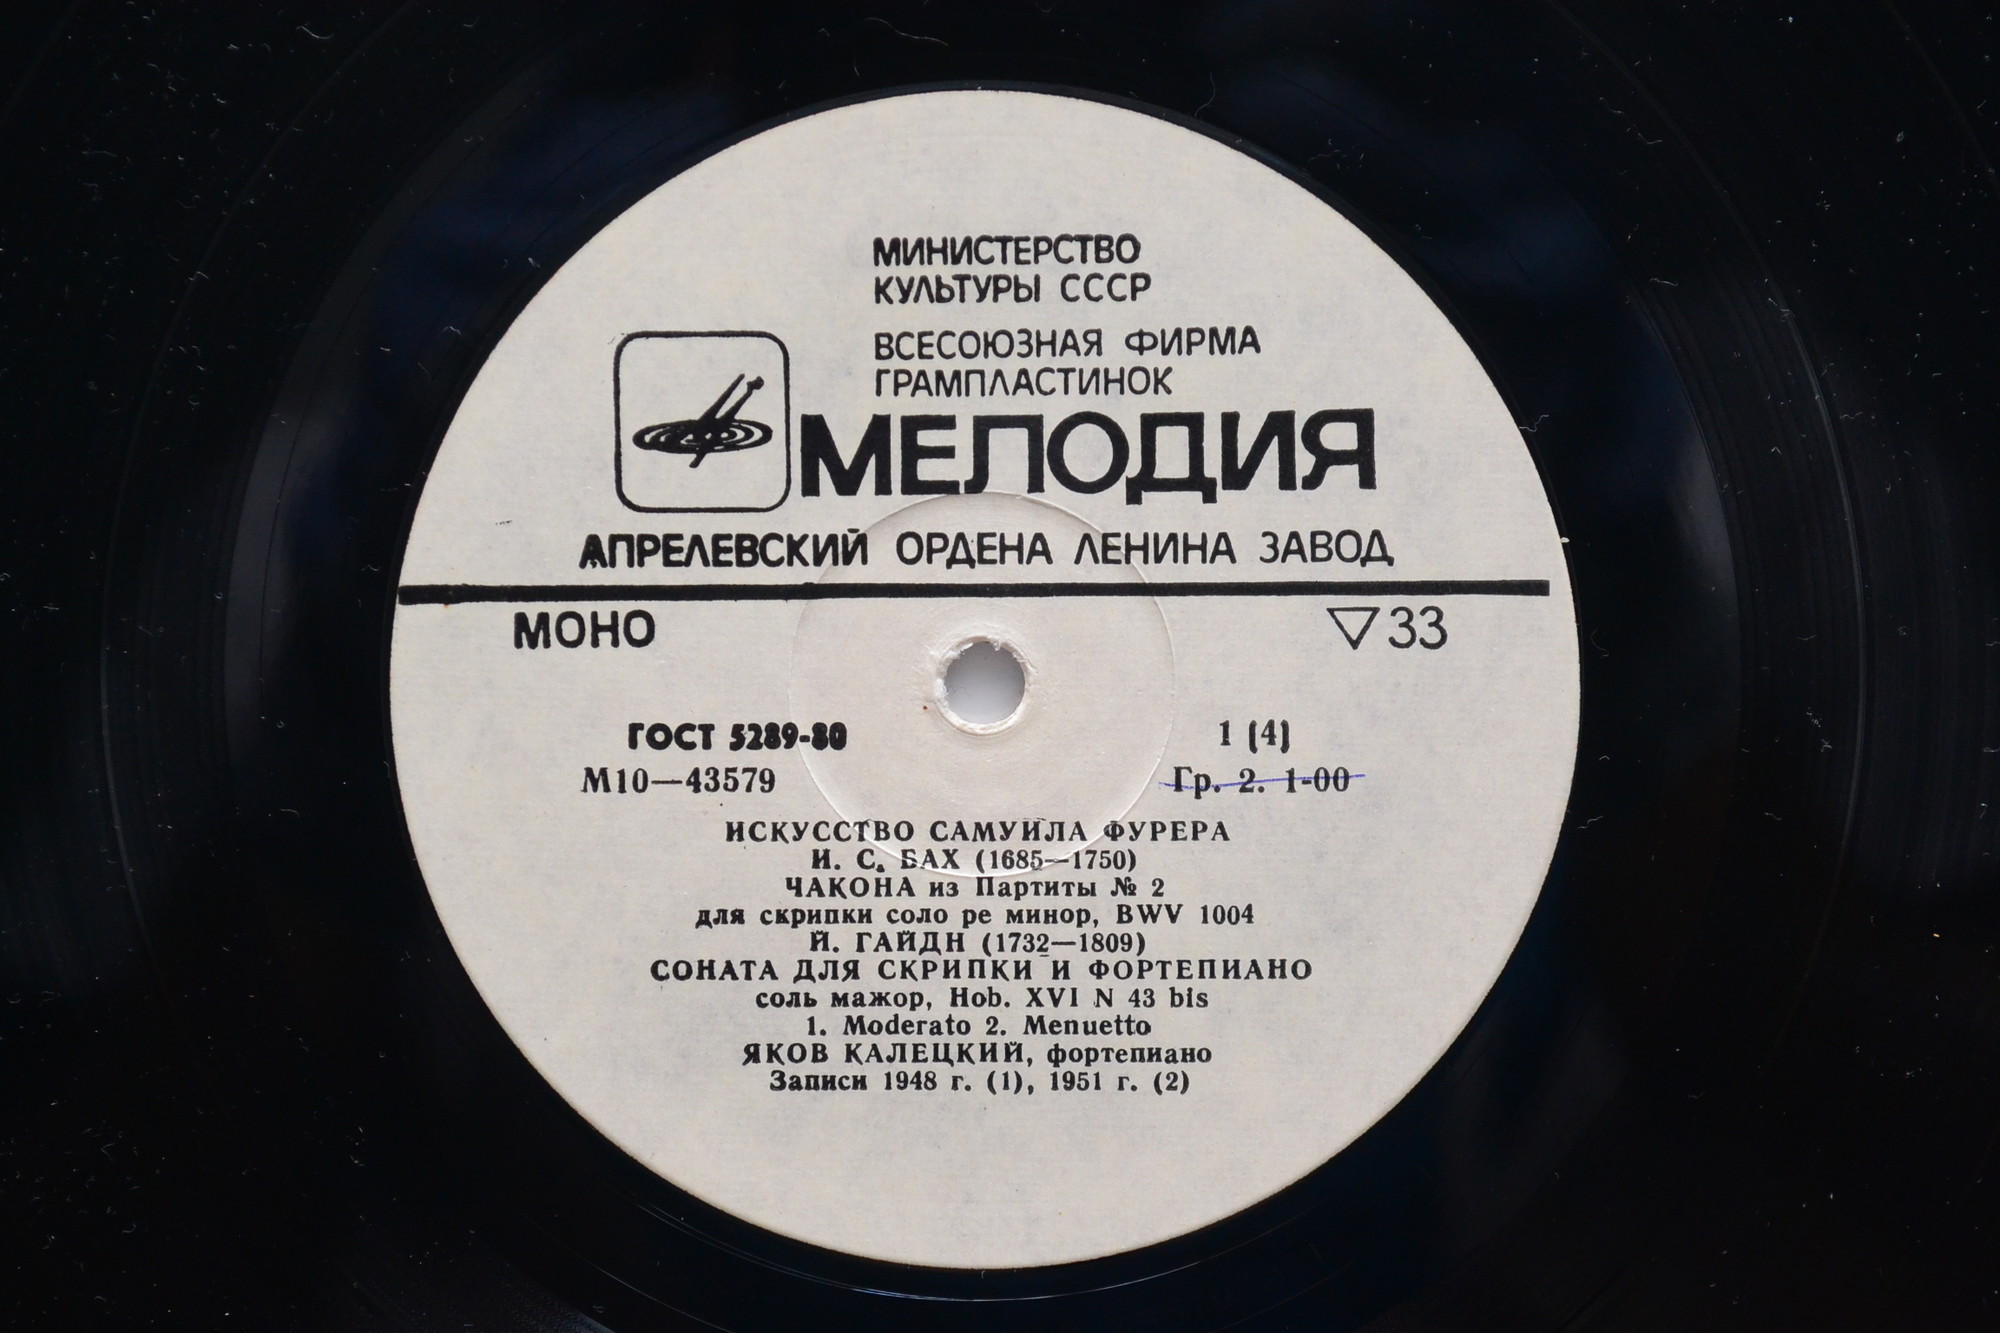 МИНИСТЕРСТВО
КУЛЬТУРЫ СССР
ВСЕСОЮЗНАЯ ФИРМА
ГРАМПЛАСТИНОК
МЕЛОДИЯ
АПРЕЛЕВСКИЙ ОРДЕНА ЛЕНИНА ЗАВОД
МОНО ▽33
ГОСТ 5289-80 1 (4)
М10—43579 Гр. 2. 1-00
ИСКУССТВО САМУИЛА ФУРЕРА
И. С. БАХ (1685—1750)
ЧАКОНА из Партиты № 2
для скрипки соло ре минор, BWV 1004
Й. ГАЙДН (1732—1809)
СОНАТА ДЛЯ СКРИПКИ И ФОРТЕПИАНО
соль мажор, Hob. XVI N 43 bis
1. Moderato 2. Menuetto
ЯКОВ КАЛЕЦКИЙ, фортепиано
Записи 1948 г. (1), 1951 г. (2)